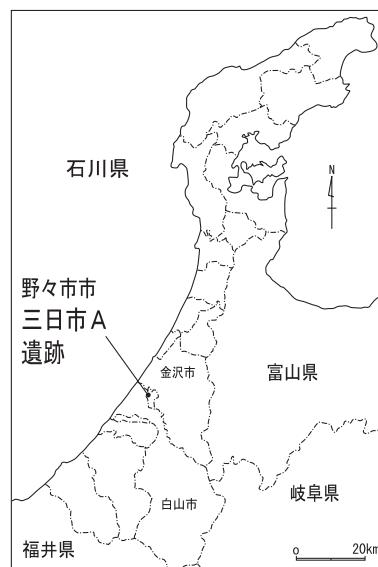 石川県
N
野々市市
三日市A
遺跡
金沢市
富山県
岐阜県
白山市
福井県
0 20km